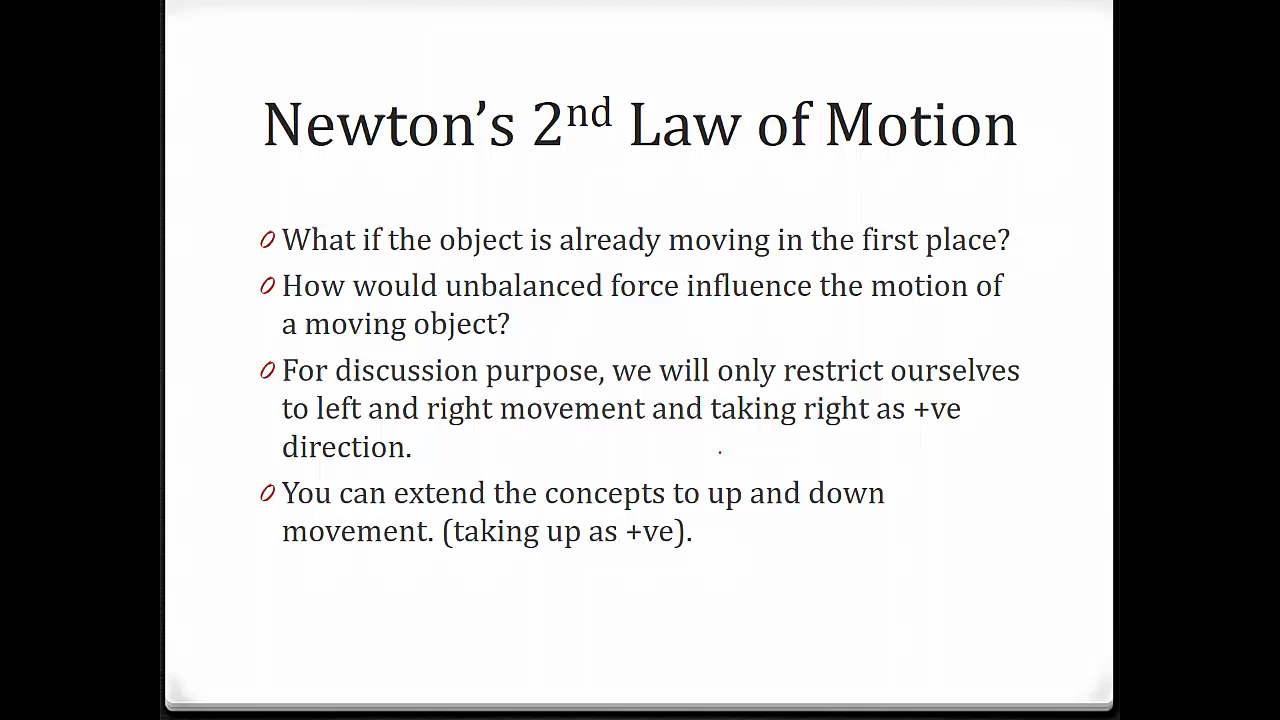 Newton’s 2nd Law of Motion
What if the object is already moving in the first place?
How would unbalanced force influence the motion of
a moving object?
For discussion purpose, we will only restrict ourselves
to left and right movement and taking right as +ve
direction.
You can extend the concepts to up and down
movement. (taking up as +ve).